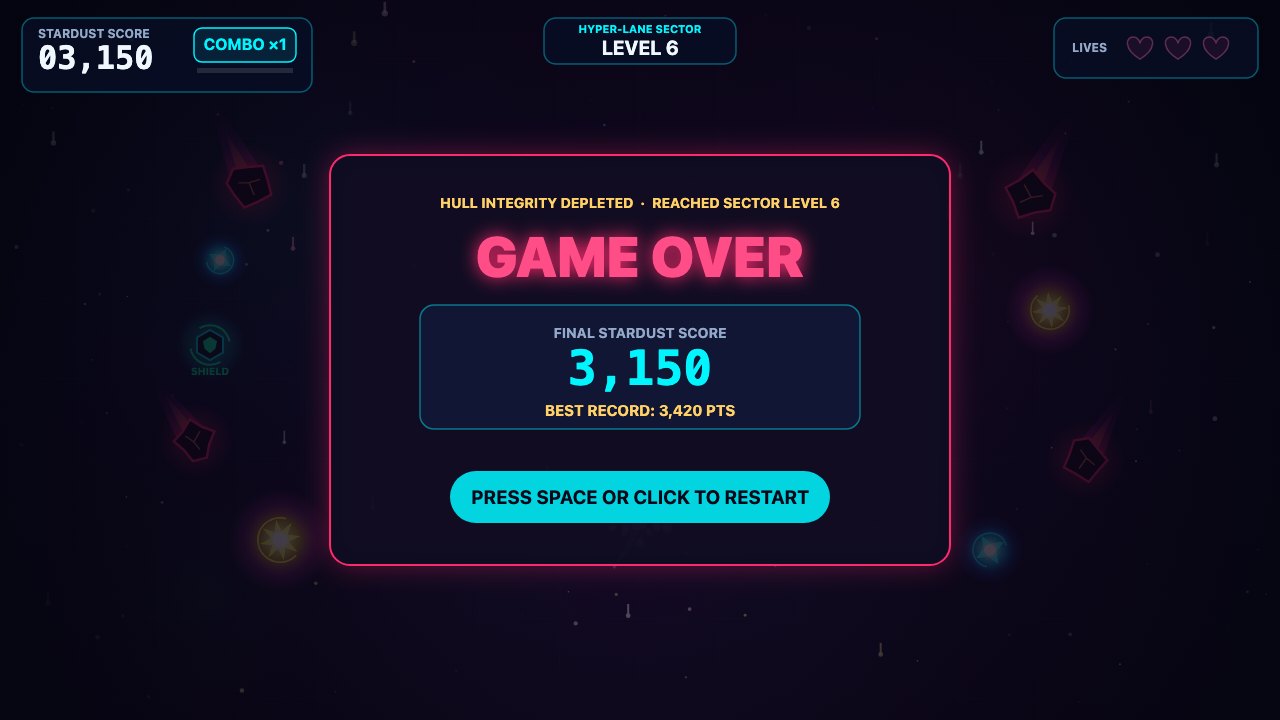 STARDUST SCORE
03,150
COMBO ×1
HYPER-LANE SECTOR
LEVEL 6
LIVES
HULL INTEGRITY DEPLETED · REACHED SECTOR LEVEL 6
GAME OVER
SHIELD
FINAL STARDUST SCORE
3,150
BEST RECORD: 3,420 PTS
PRESS SPACE OR CLICK TO RESTART